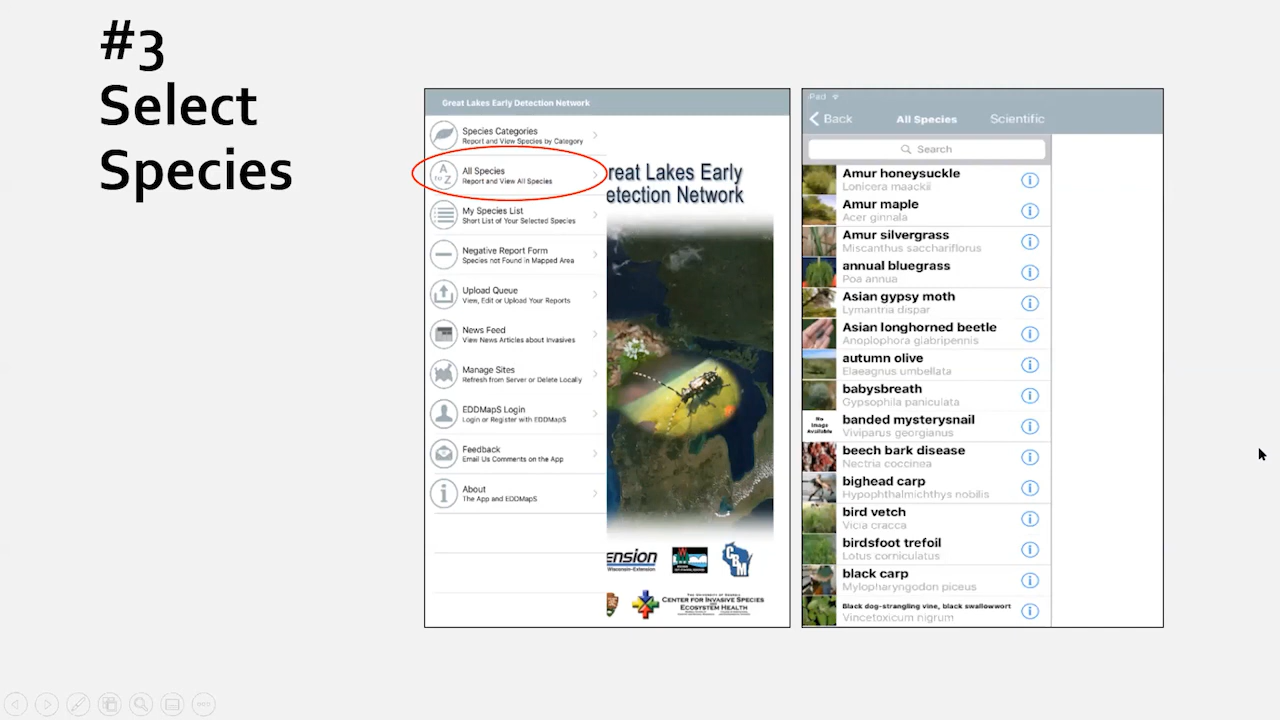 #3
Select
Species
Great Lakes Early Detection Network
Species Categories
Report and View Species by Category
A to Z
All Species
Report and View All Species
My Species List
Short List of Your Selected Species
Negative Report Form
Species not Found in Mapped Area
Upload Queue
View, Edit or Upload Your Reports
News Feed
View News Articles about Invasives
Manage Sites
Refresh from Server or Delete Locally
EDDMapS Login
Login or Register with EDDMapS
Feedback
Email Us Comments on the App
About
The App and EDDMapS
reat Lakes Early
etection Network
ension
Wisconsin-Extension
CBM
CENTER FOR INVASIVE SPECIES
ECOSYSTEM HEALTH
iPad
Back
All Species
Scientific
Search
Amur honeysuckle
Lonicera maackii
Amur maple
Acer ginnala
Amur silvergrass
Miscanthus sacchariflorus
annual bluegrass
Poa annua
Asian gypsy moth
Lymantria dispar
Asian longhorned beetle
Anoplophora glabripennis
autumn olive
Elaeagnus umbellata
babysbreath
Gypsophila paniculata
No
Image
Available
banded mysterysnail
Viviparus georgianus
beech bark disease
Nectria coccinea
bighead carp
Hypophthalmichthys nobilis
bird vetch
Vicia cracca
birdsfoot trefoil
Lotus corniculatus
black carp
Mylopharyngodon piceus
Black dog-strangling vine, black swallowwort
Vincetoxicum nigrum